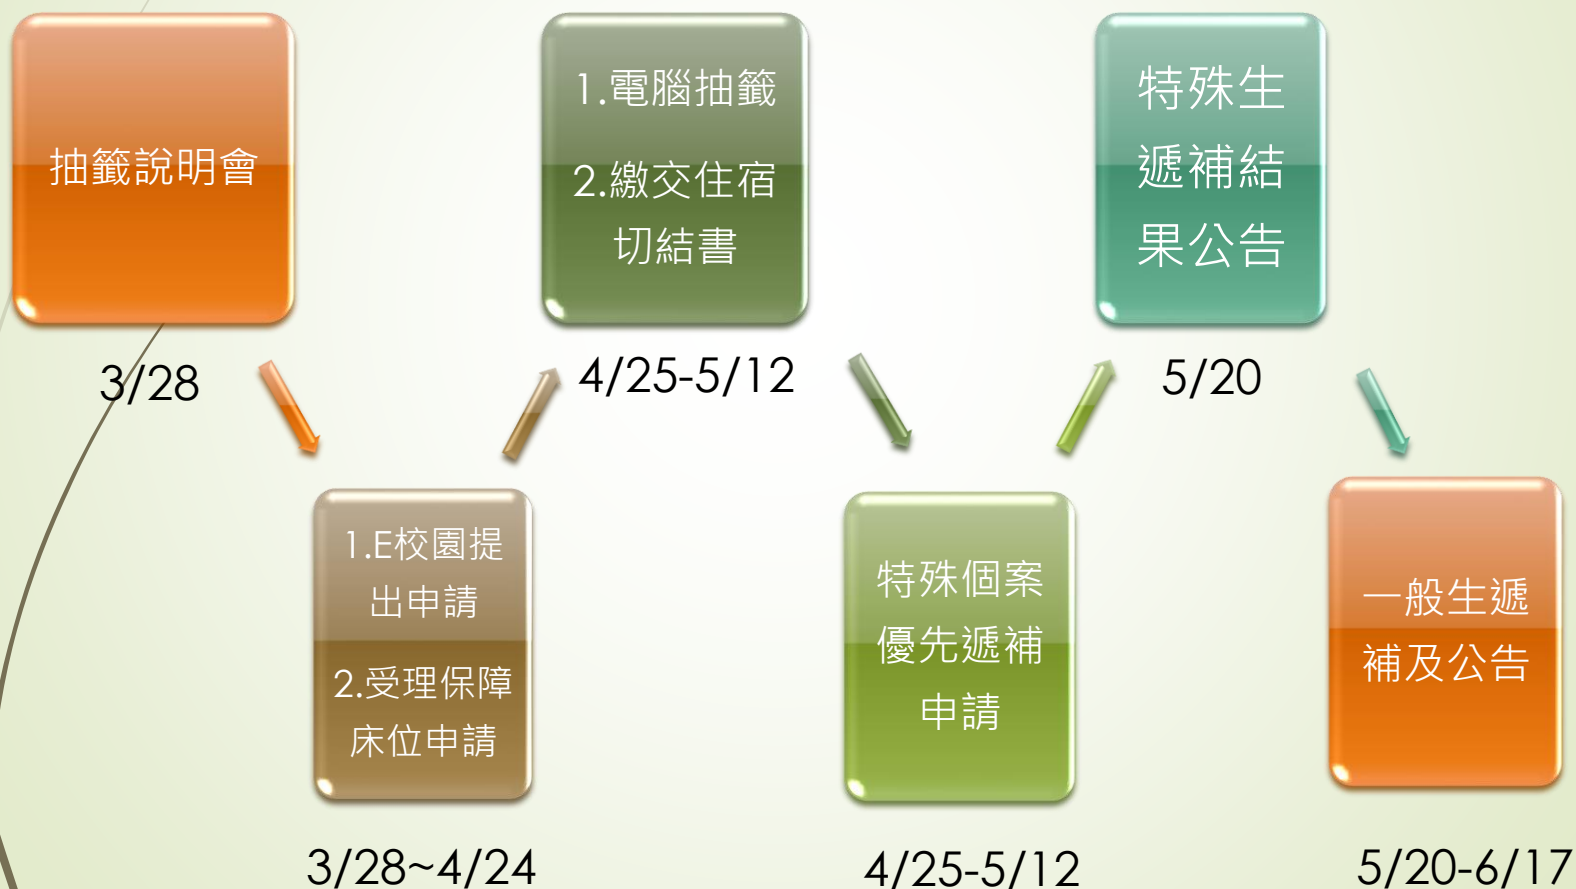 抽籤說明會
3/28
1.E校園提
出申請
2.受理保障
床位申請
3/28~4/24
1.電腦抽籤
2.繳交住宿
切結書
4/25-5/12
特殊個案
優先遞補
申請
4/25-5/12
特殊生
遞補結
果公告
5/20
一般生遞
補及公告
5/20-6/17